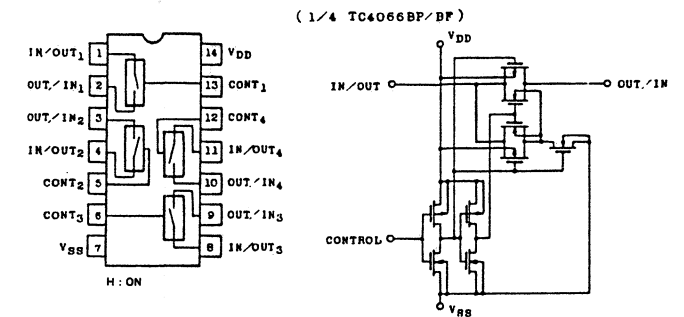 (1/4 TC4066BP/BF)
IN/OUT1 1
OUT/IN1 2
OUT/IN2 3
IN/OUT2 4
CONT2 5
CONT3 6
VSS 7
14 VDD
13 CONT1
12 CONT4
11 IN/OUT4
10 OUT/IN4
9 OUT/IN3
8 IN/OUT3
H : ON
VDD
IN/OUT
OUT/IN
CONTROL
VSS